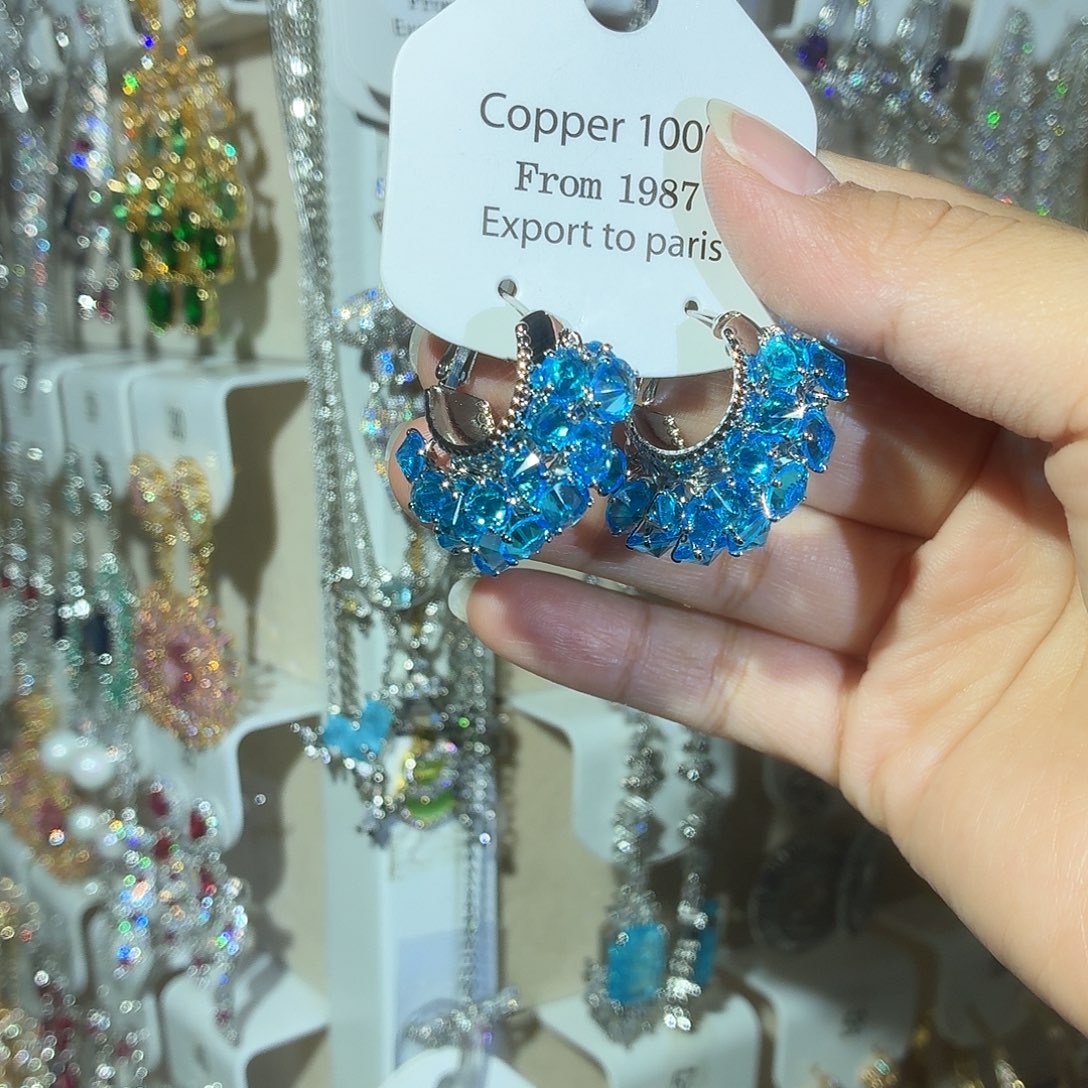 Copper 100
From 1987
Export to paris